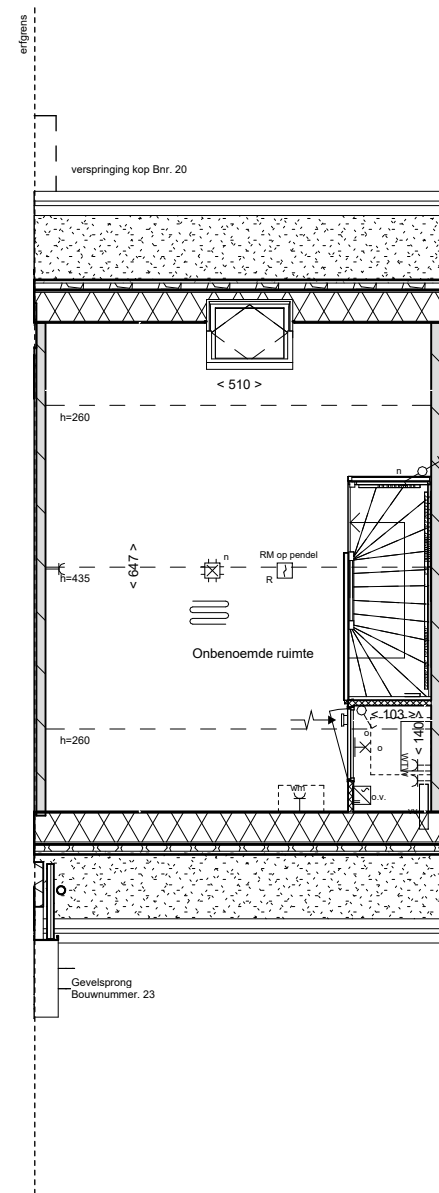 erfgrens
verspringing kop Bnr. 20
< 510 >
h=260
n
< 647 >
n
RM op pendel
R
h=435
Onbenoemde ruimte
< 103 >
< 140 >
o
o
WTW
h=260
wm
o.v.
Gevelsprong
Bouwnummer. 23